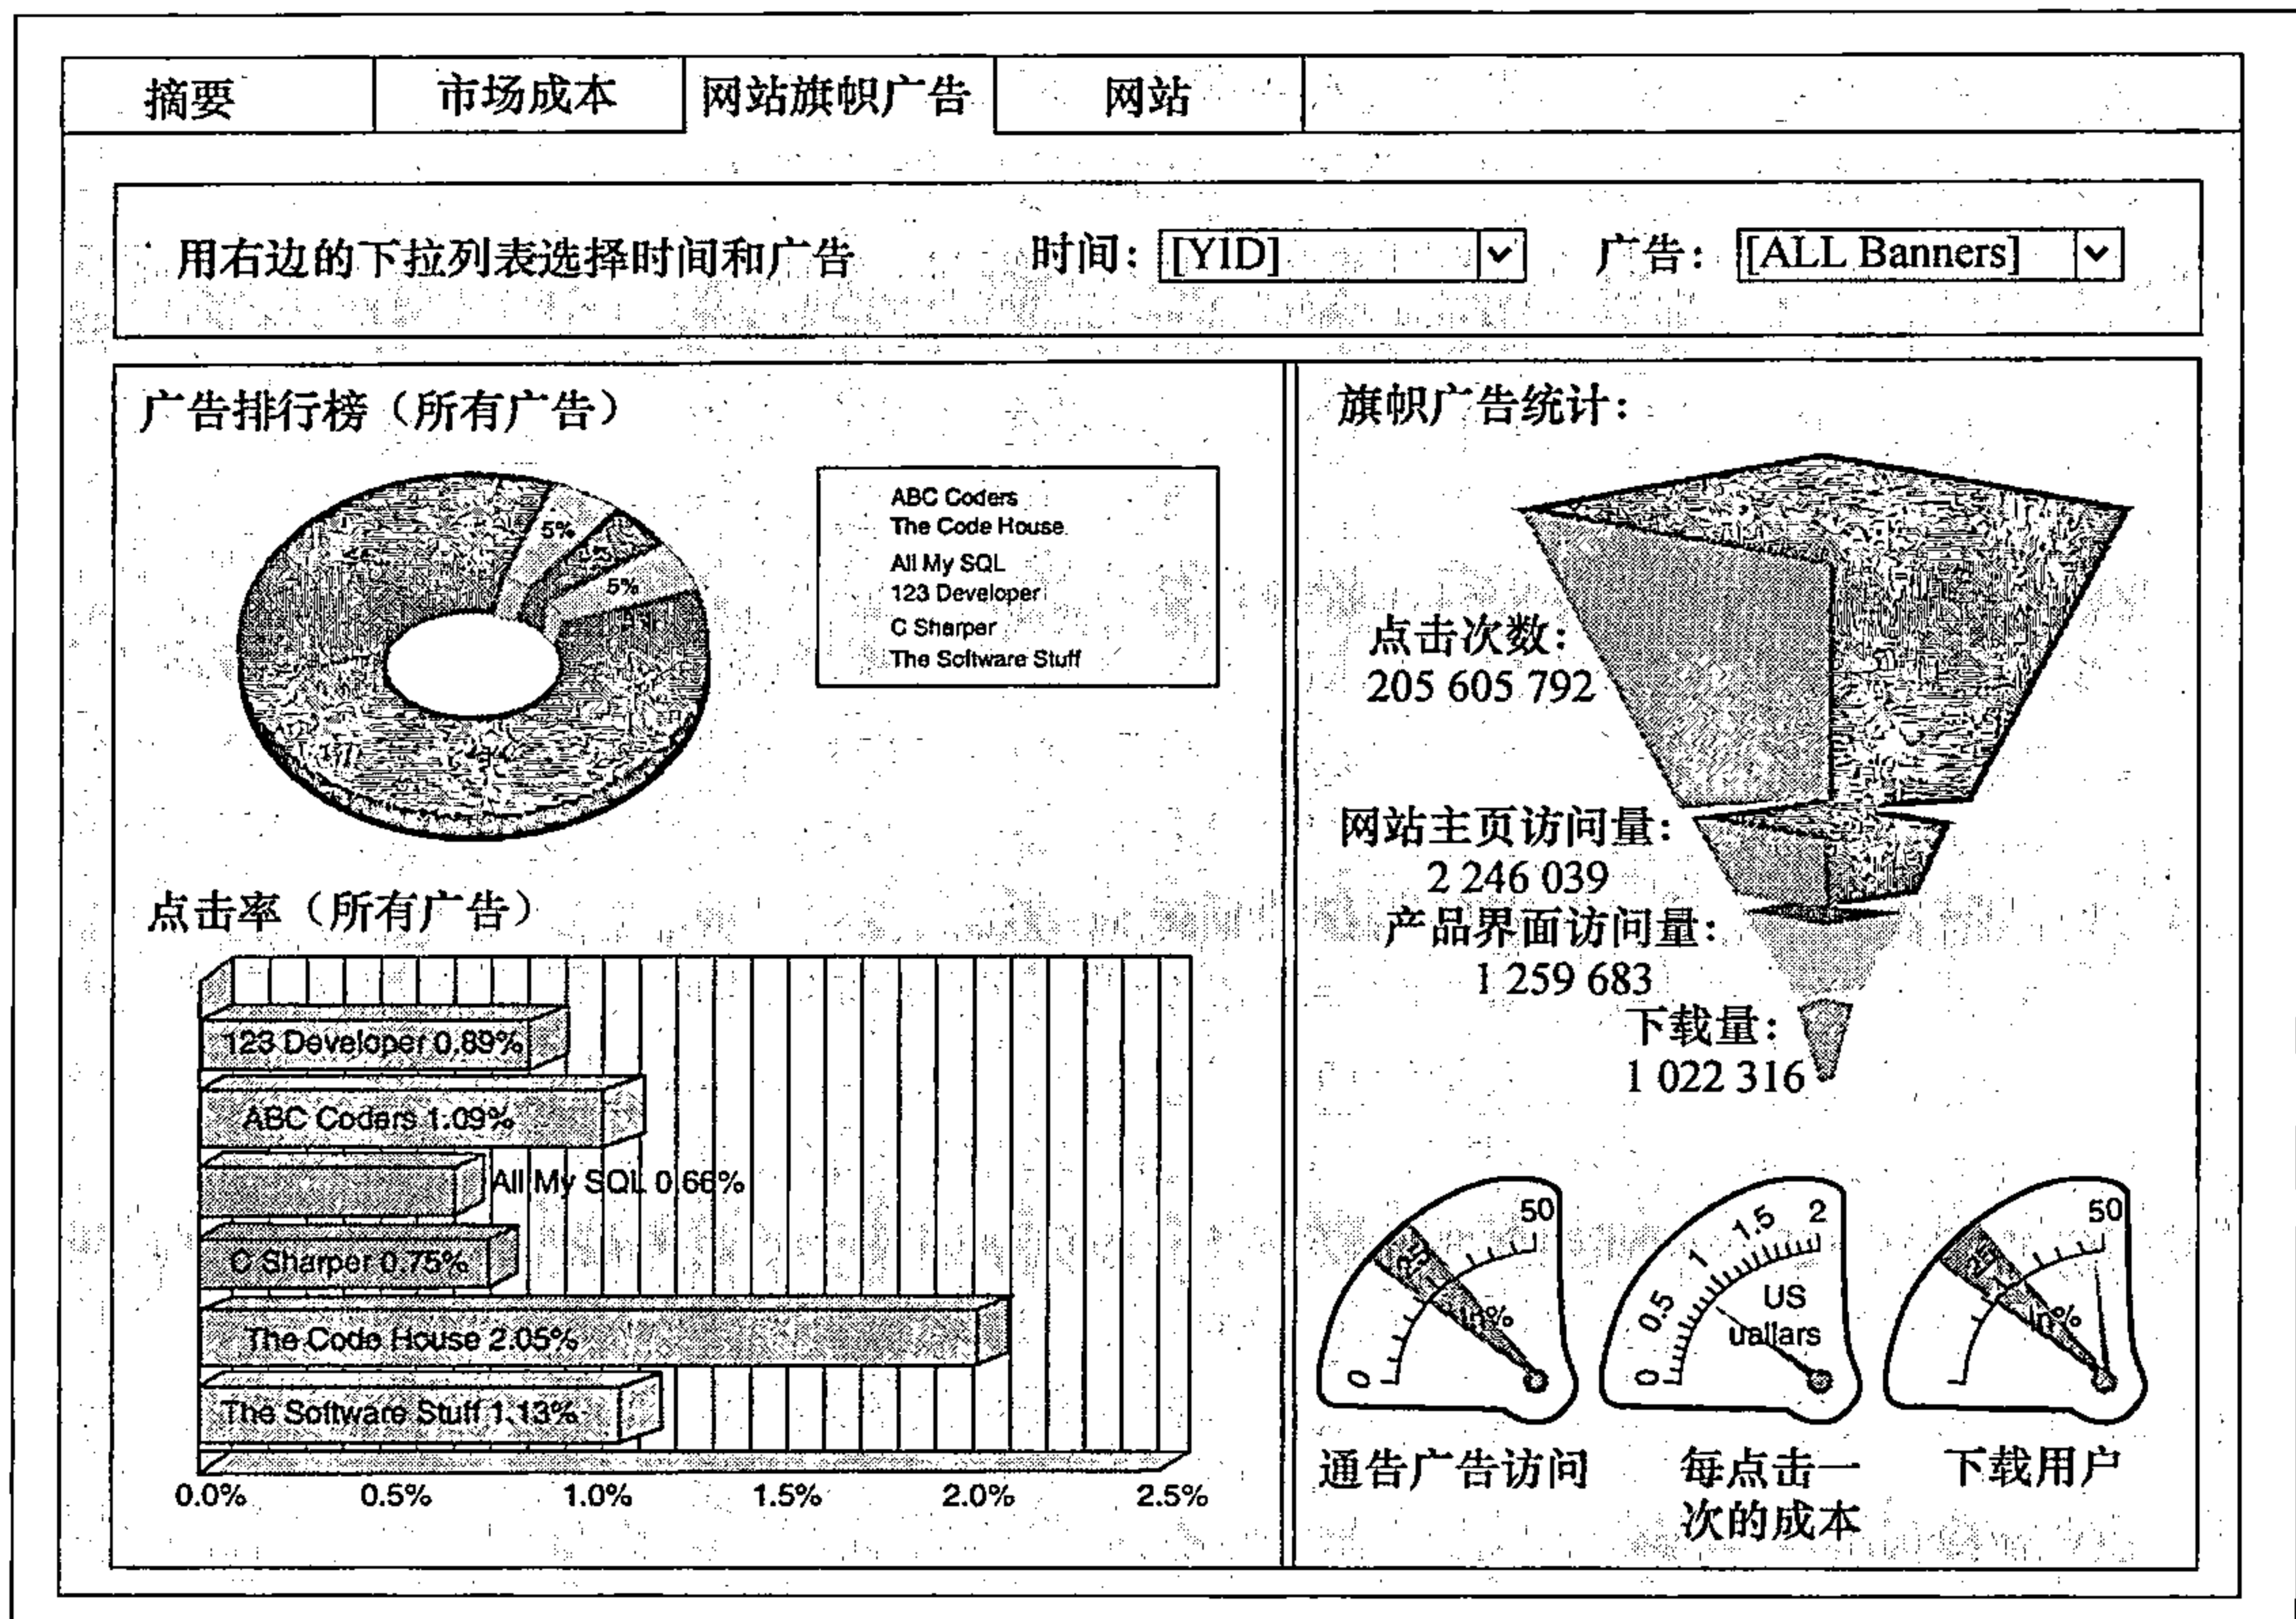 摘要
市场成本
网站旗帜广告
网站
用右边的下拉列表选择时间和广告
时间：
[YID]
广告：
[ALL Banners]
广告排行榜（所有广告）
5%
5%
ABC Coders
The Code House
All My SQL
123 Developer
C Sharper
The Software Stuff
点击率（所有广告）
123 Developer 0.89%
ABC Coders 1.09%
All My SQL 0.66%
C Sharper 0.75%
The Code House 2.05%
The Software Stuff 1.13%
0.0%
0.5%
1.0%
1.5%
2.0%
2.5%
旗帜广告统计：
点击次数：
205 605 792
网站主页访问量：
2 246 039
产品界面访问量：
1 259 683
下载量：
1 022 316
0
25
50
通告广告访问
0
0.5
1
1.5
2
US
uallars
每点击一
次的成本
25
50
下载用户